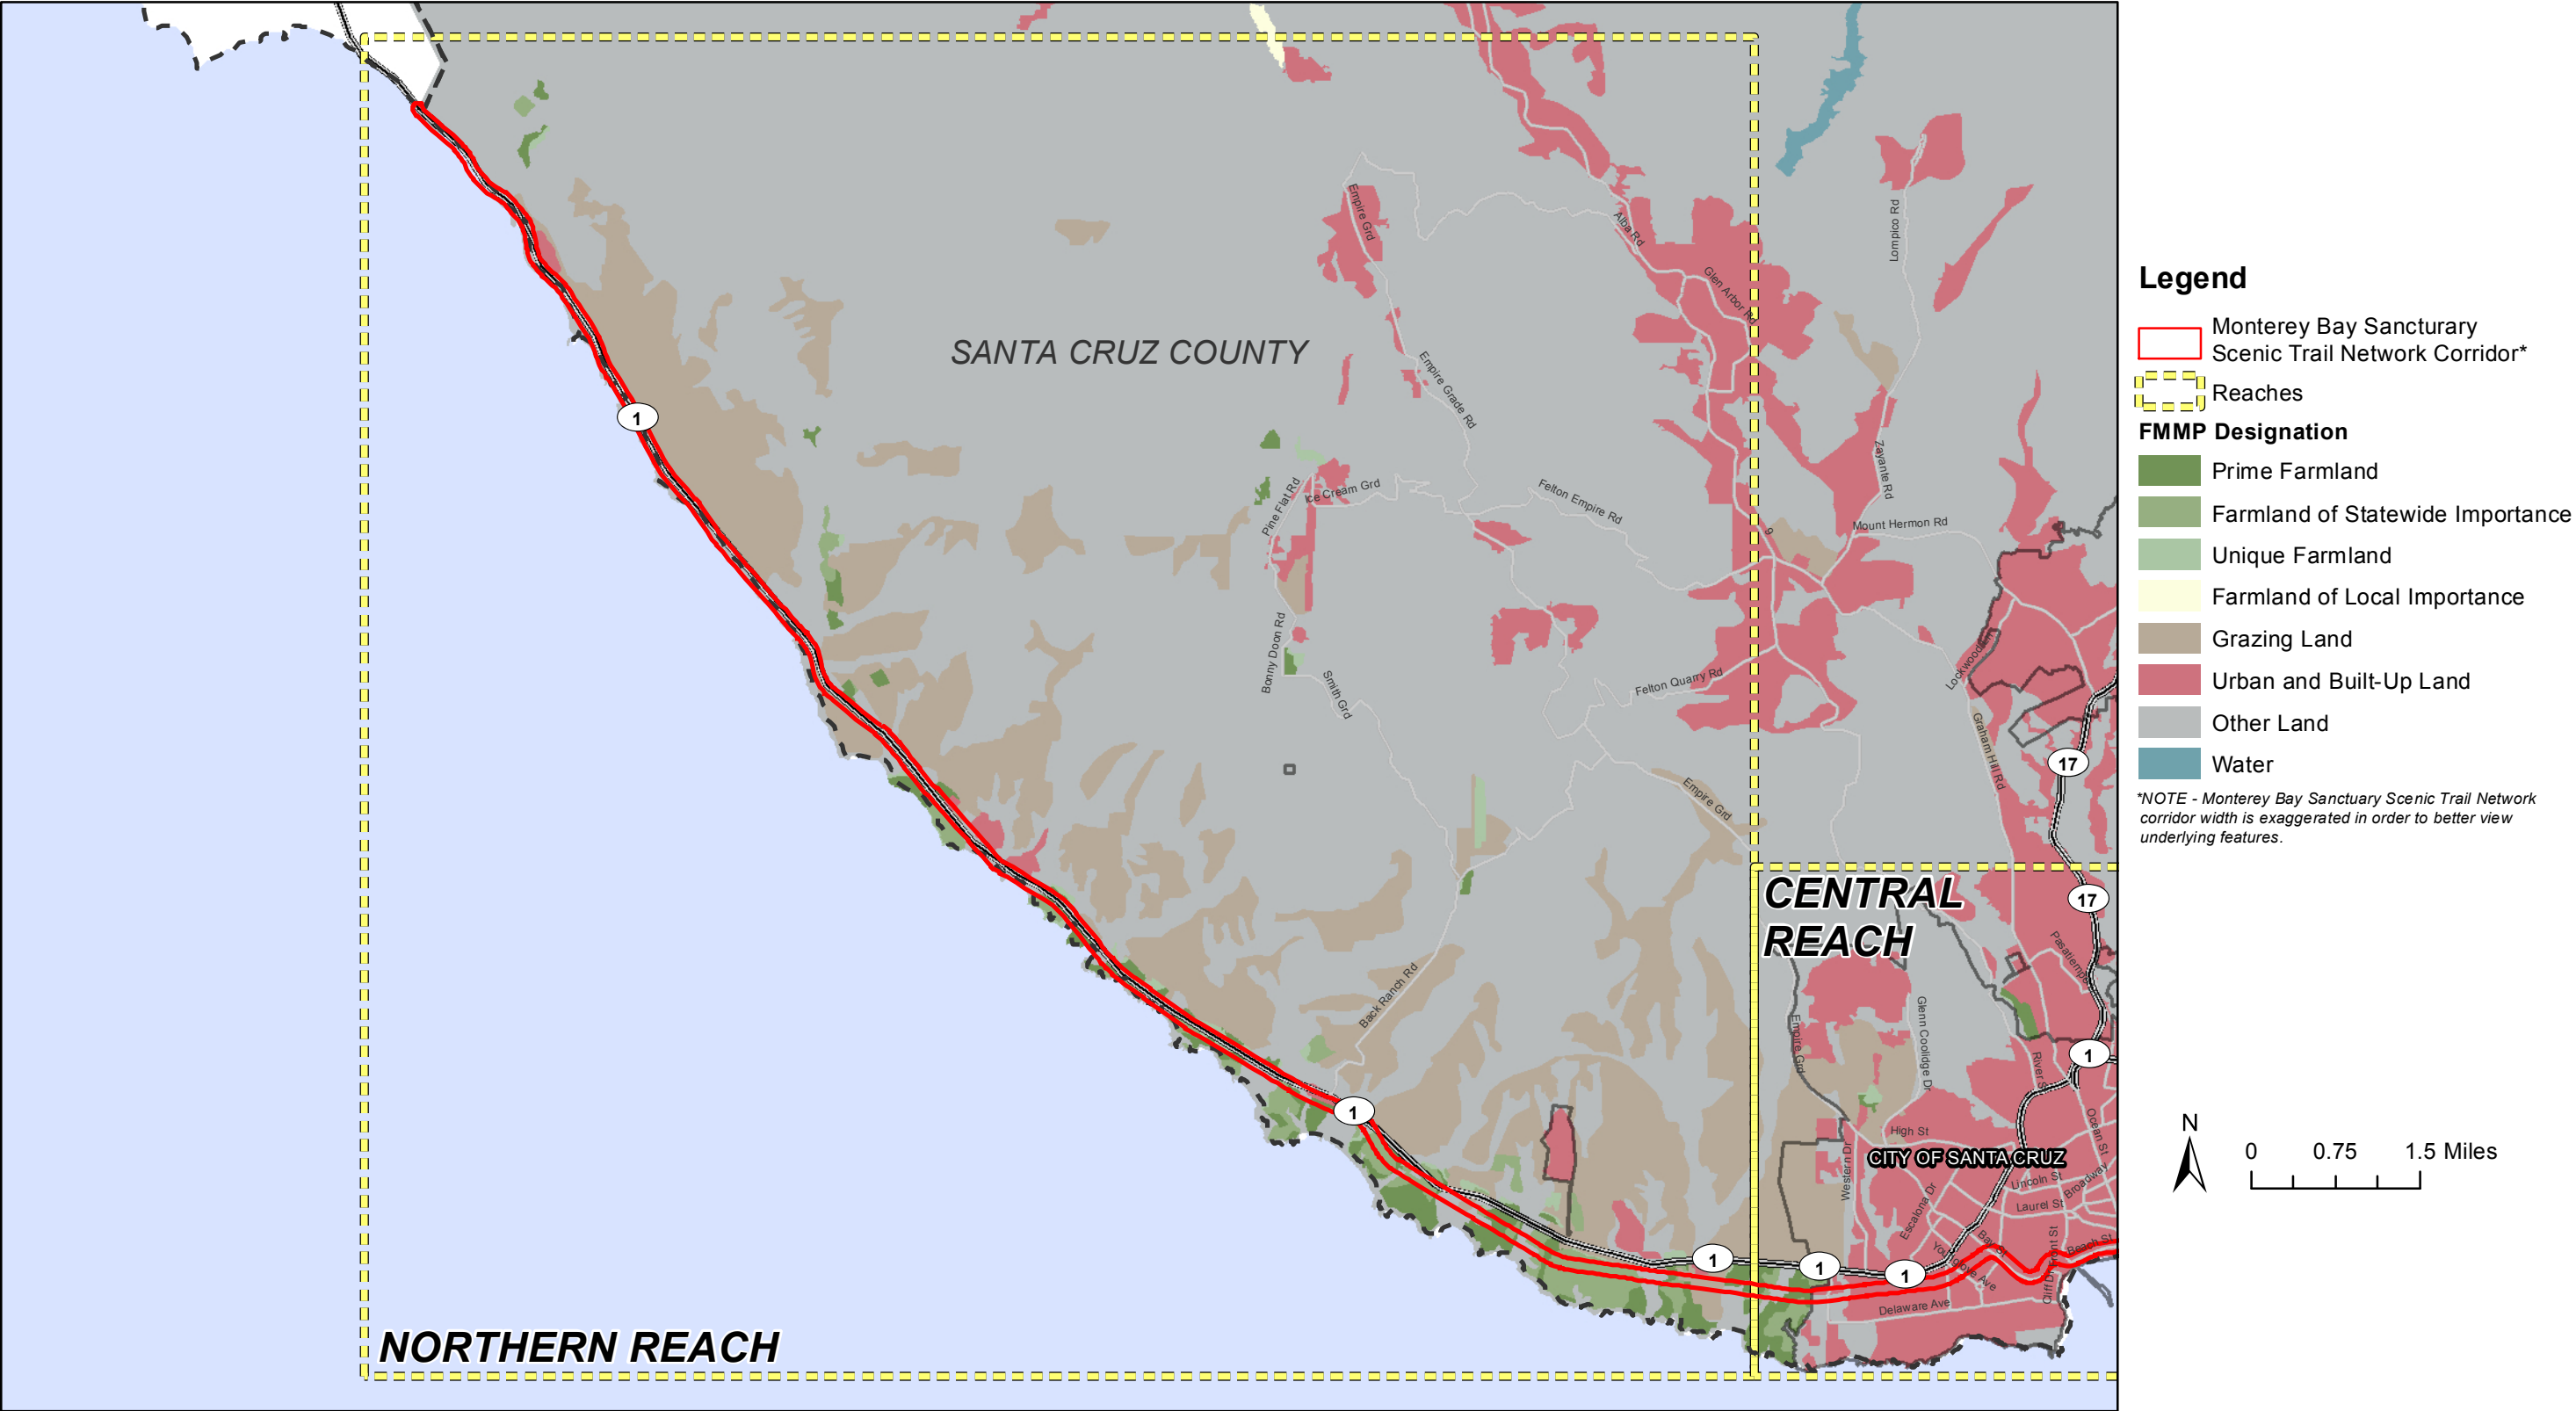 SANTA CRUZ COUNTY
NORTHERN REACH
CENTRAL
REACH
CITY OF SANTA CRUZ
1
1
1
1
1
1
17
17
9
Empire Grd
Alba Rd
Glen Arbor Rd
Lompico Rd
Empire Grade Rd
Zayante Rd
Mount Hermon Rd
Felton Empire Rd
Ice Cream Grd
Pine Flat Rd
Bonny Doon Rd
Smith Grd
Felton Quarry Rd
Graham Hill Rd
Empire Grd
Back Ranch Rd
Empire Grd
Glenn Coolidge Dr
High St
Western Dr
Escalona Dr
Bay St
Delaware Ave
Lincoln St
Laurel St
Broadway
Ocean St
Beach St
Legend
Monterey Bay Sancturary
Scenic Trail Network Corridor*
Reaches
FMMP Designation
Prime Farmland
Farmland of Statewide Importance
Unique Farmland
Farmland of Local Importance
Grazing Land
Urban and Built-Up Land
Other Land
Water
*NOTE - Monterey Bay Sanctuary Scenic Trail Network
corridor width is exaggerated in order to better view
underlying features.
N
0 0.75 1.5 Miles